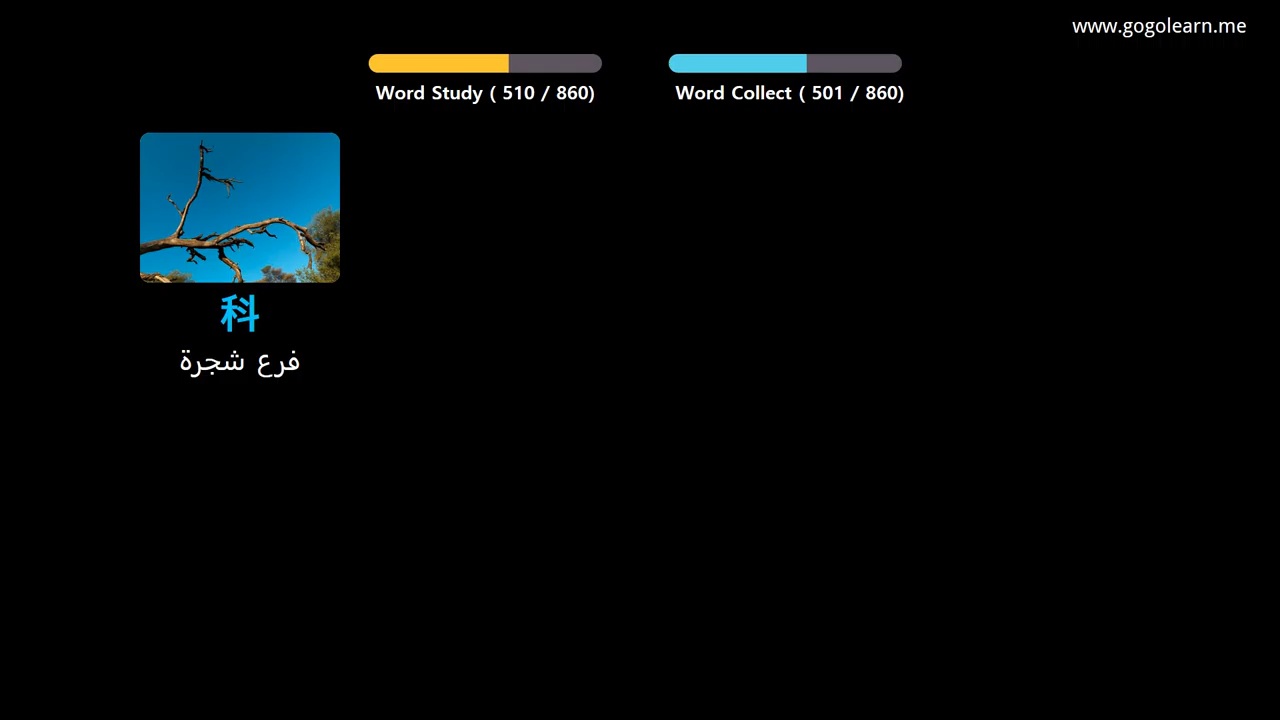 www.gogolearn.me
Word Study ( 510 / 860)
Word Collect ( 501 / 860)
科
فرع شجرة